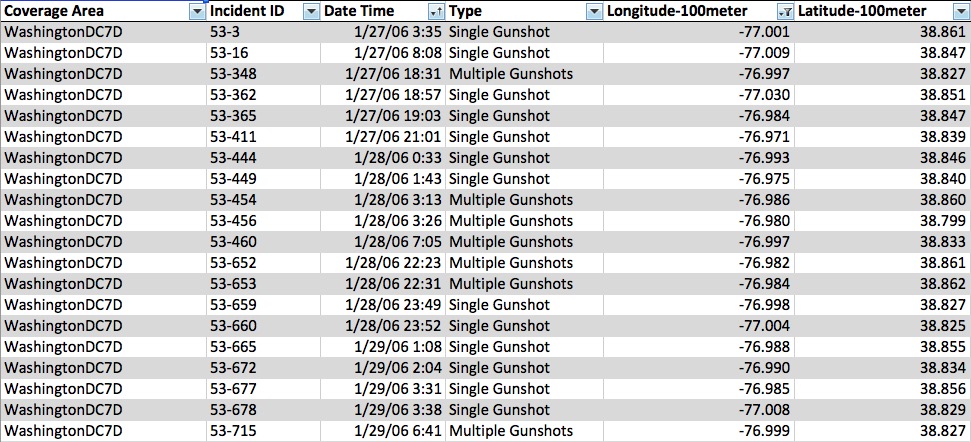 Coverage Area Incident ID Date Time Type Longitude-100meter Latitude-100meter
WashingtonDC7D 53-3 1/27/06 3:35 Single Gunshot -77.001 38.861
WashingtonDC7D 53-16 1/27/06 8:08 Single Gunshot -77.009 38.847
WashingtonDC7D 53-348 1/27/06 18:31 Multiple Gunshots -76.997 38.827
WashingtonDC7D 53-362 1/27/06 18:57 Single Gunshot -77.030 38.851
WashingtonDC7D 53-365 1/27/06 19:03 Single Gunshot -76.984 38.847
WashingtonDC7D 53-411 1/27/06 21:01 Single Gunshot -76.971 38.839
WashingtonDC7D 53-444 1/28/06 0:33 Single Gunshot -76.993 38.846
WashingtonDC7D 53-449 1/28/06 1:43 Single Gunshot -76.975 38.840
WashingtonDC7D 53-454 1/28/06 3:13 Multiple Gunshots -76.986 38.860
WashingtonDC7D 53-456 1/28/06 3:26 Multiple Gunshots -76.980 38.799
WashingtonDC7D 53-460 1/28/06 7:05 Multiple Gunshots -76.997 38.833
WashingtonDC7D 53-652 1/28/06 22:23 Multiple Gunshots -76.982 38.861
WashingtonDC7D 53-653 1/28/06 22:31 Multiple Gunshots -76.984 38.862
WashingtonDC7D 53-659 1/28/06 23:49 Single Gunshot -76.998 38.827
WashingtonDC7D 53-660 1/28/06 23:52 Single Gunshot -77.004 38.825
WashingtonDC7D 53-665 1/29/06 1:08 Single Gunshot -76.988 38.855
WashingtonDC7D 53-672 1/29/06 2:04 Single Gunshot -76.990 38.834
WashingtonDC7D 53-677 1/29/06 3:31 Single Gunshot -76.985 38.856
WashingtonDC7D 53-678 1/29/06 3:38 Single Gunshot -77.008 38.829
WashingtonDC7D 53-715 1/29/06 6:41 Multiple Gunshots -76.999 38.827